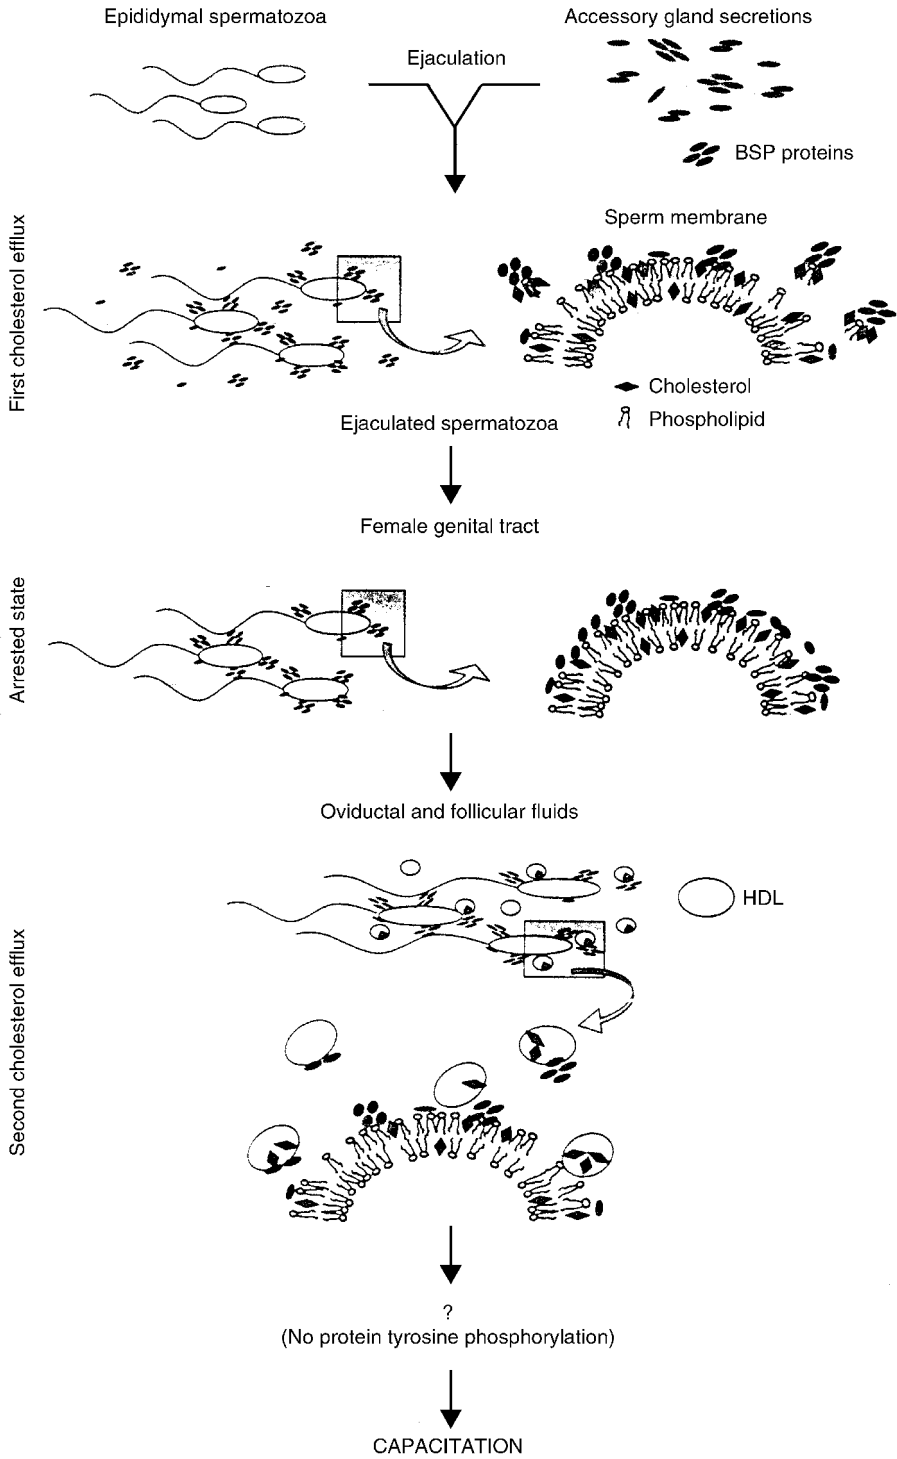 Epididymal spermatozoa
Accessory gland secretions
Ejaculation
BSP proteins
First cholesterol efflux
Sperm membrane
Cholesterol
Phospholipid
Ejaculated spermatozoa
Female genital tract
Arrested state
Oviductal and follicular fluids
HDL
Second cholesterol efflux
?
(No protein tyrosine phosphorylation)
CAPACITATION